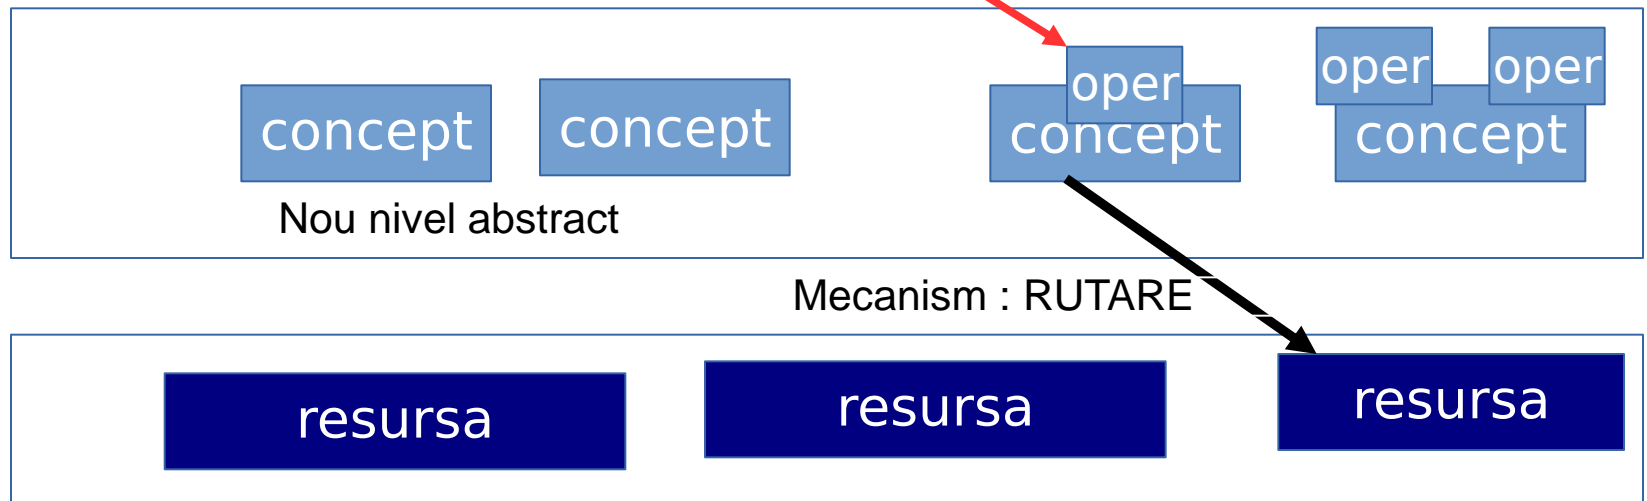 oper oper oper
concept concept concept concept
Nou nivel abstract
Mecanism : RUTARE
resursa resursa resursa